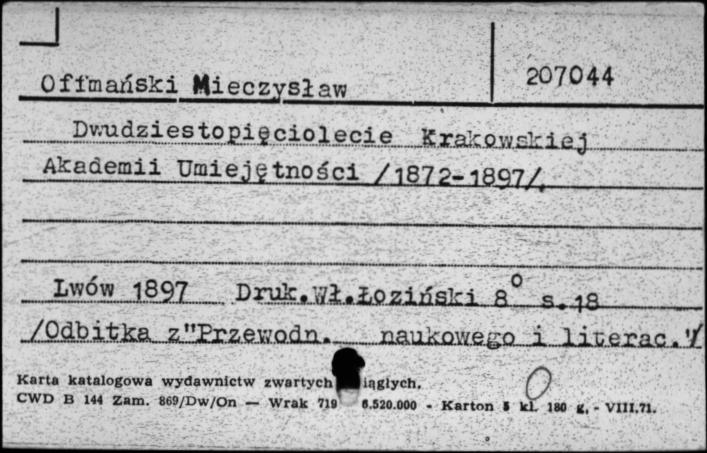 Offmański Mieczysław 207044
Dwudziestopięciolecie Krakowskiej
Akademii Umiejętności /1872-1897/.
Lwów 1897 Druk.Wł.Łoziński 8° s.18
/Odbitka z"Przewodn. naukowego i literac."/
Karta katalogowa wydawnictw zwartych iągłych.
CWD B 144 Zam. 869/Dw/On — Wrak 719 6.520.000 - Karton kl. 180 g. - VIII.71.